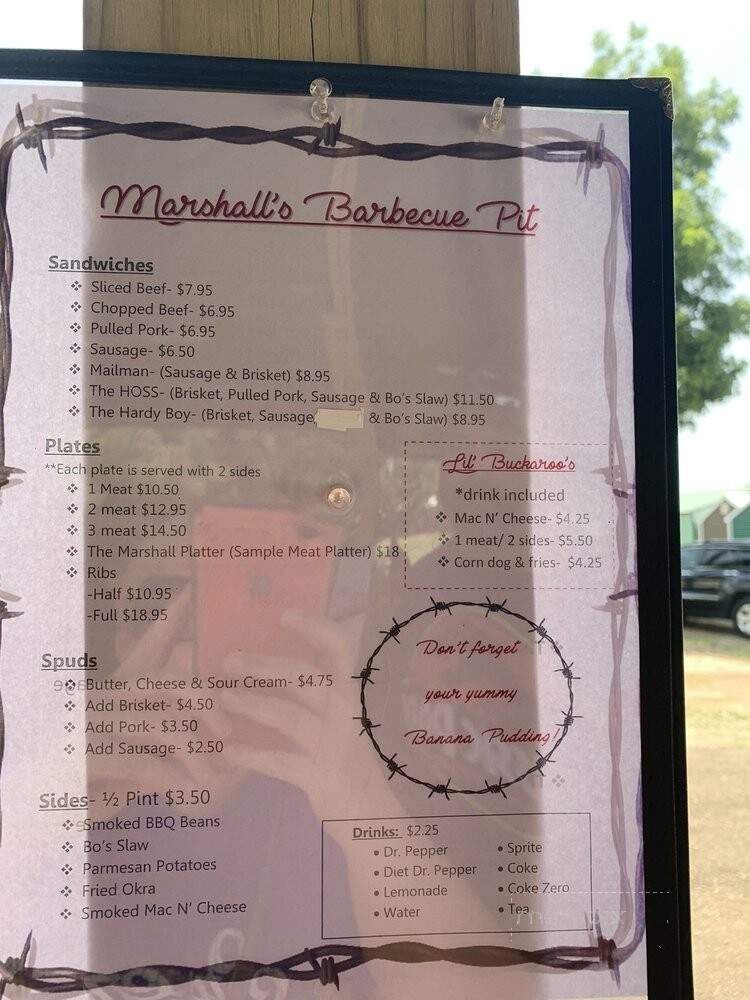 Marshall's Barbecue Pit
Sandwiches
❖ Sliced Beef- $7.95
❖ Chopped Beef- $6.95
❖ Pulled Pork- $6.95
❖ Sausage- $6.50
❖ Mailman- (Sausage & Brisket) $8.95
❖ The HOSS- (Brisket, Pulled Pork, Sausage & Bo's Slaw) $11.50
❖ The Hardy Boy- (Brisket, Sausage & Bo's Slaw) $8.95
Plates
**Each plate is served with 2 sides
❖ 1 Meat $10.50
❖ 2 meat $12.95
❖ 3 meat $14.50
❖ The Marshall Platter (Sample Meat Platter) $18
❖ Ribs
-Half $10.95
-Full $18.95
Lil' Buckaroo's
*drink included
❖ Mac N' Cheese- $4.25
❖ 1 meat/ 2 sides- $5.50
❖ Corn dog & fries- $4.25
Don't forget
your yummy
Banana Pudding!
Spuds
❖ Butter, Cheese & Sour Cream- $4.75
❖ Add Brisket- $4.50
❖ Add Pork- $3.50
❖ Add Sausage- $2.50
Sides- ½ Pint $3.50
❖ Smoked BBQ Beans
❖ Bo's Slaw
❖ Parmesan Potatoes
❖ Fried Okra
❖ Smoked Mac N' Cheese
Drinks: $2.25
• Dr. Pepper
• Diet Dr. Pepper
• Lemonade
• Water
• Sprite
• Coke
• Coke Zero
• Tea